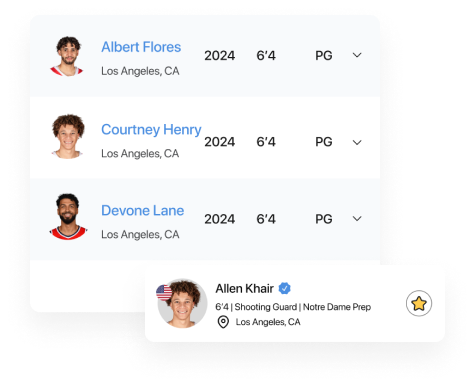 Albert Flores
2024 6’4 PG
Los Angeles, CA
Courtney Henry
2024 6’4 PG
Los Angeles, CA
Devone Lane
2024 6’4 PG
Los Angeles, CA
Allen Khair
6’4 | Shooting Guard | Notre Dame Prep
Los Angeles, CA